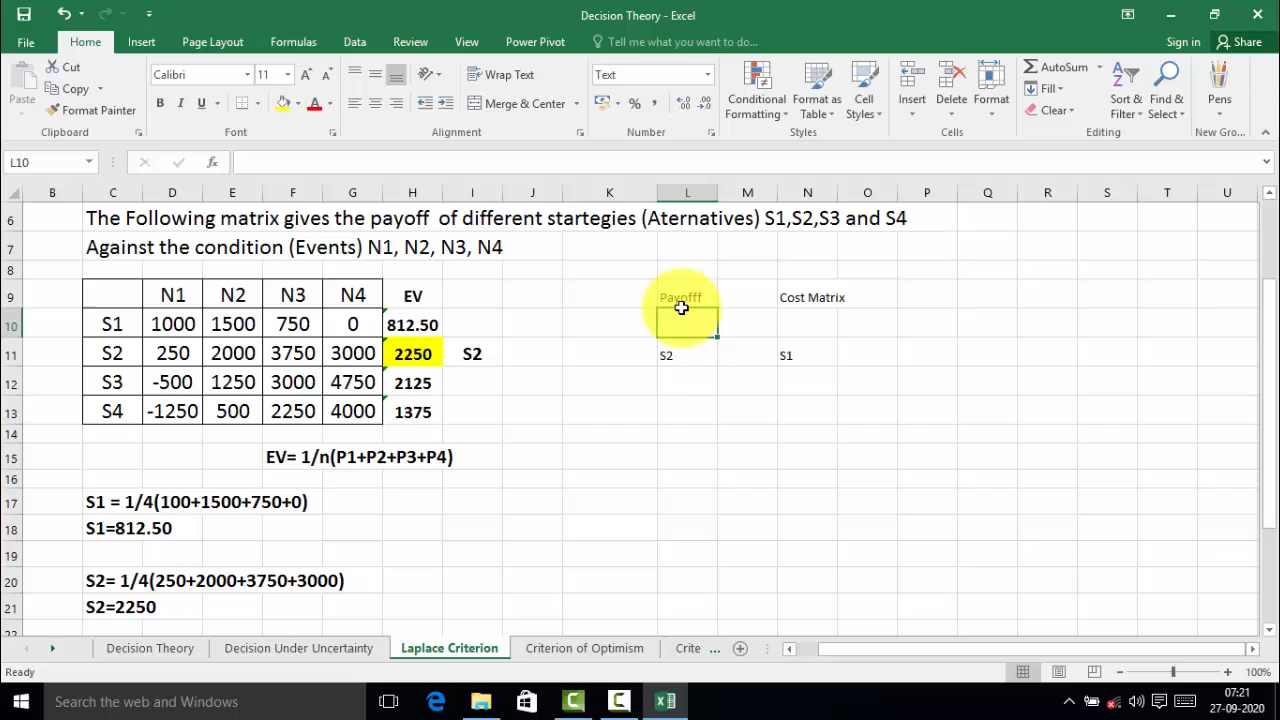 Decision Theory - Excel
File Home Insert Page Layout Formulas Data Review View Power Pivot Tell me what you want to do... Sign in Share
Paste Cut Copy Format Painter Clipboard
Calibri 11 A A B I U A Font
Wrap Text Merge & Center Alignment
Text % , Number
Conditional Formatting Format as Table Cell Styles Styles
Insert Delete Format Cells
AutoSum Fill Clear Sort & Filter Find & Select Editing
Pens New Gro...
L10 fx
B C D E F G H I J K L M N O P Q R S T U
6 The Following matrix gives the payoff of different startegies (Aternatives) S1,S2,S3 and S4
7 Against the condition (Events) N1, N2, N3, N4
8
9 N1 N2 N3 N4 EV Payofff Cost Matrix
10 S1 1000 1500 750 0 812.50
11 S2 250 2000 3750 3000 2250 S2 S2 S1
12 S3 -500 1250 3000 4750 2125
13 S4 -1250 500 2250 4000 1375
14
15 EV= 1/n(P1+P2+P3+P4)
16
17 S1 = 1/4(100+1500+750+0)
18 S1=812.50
19
20 S2= 1/4(250+2000+3750+3000)
21 S2=2250
22
Decision Theory Decision Under Uncertainty Laplace Criterion Criterion of Optimism Crite ...
Ready 100%
Search the web and Windows 07:21
27-09-2020